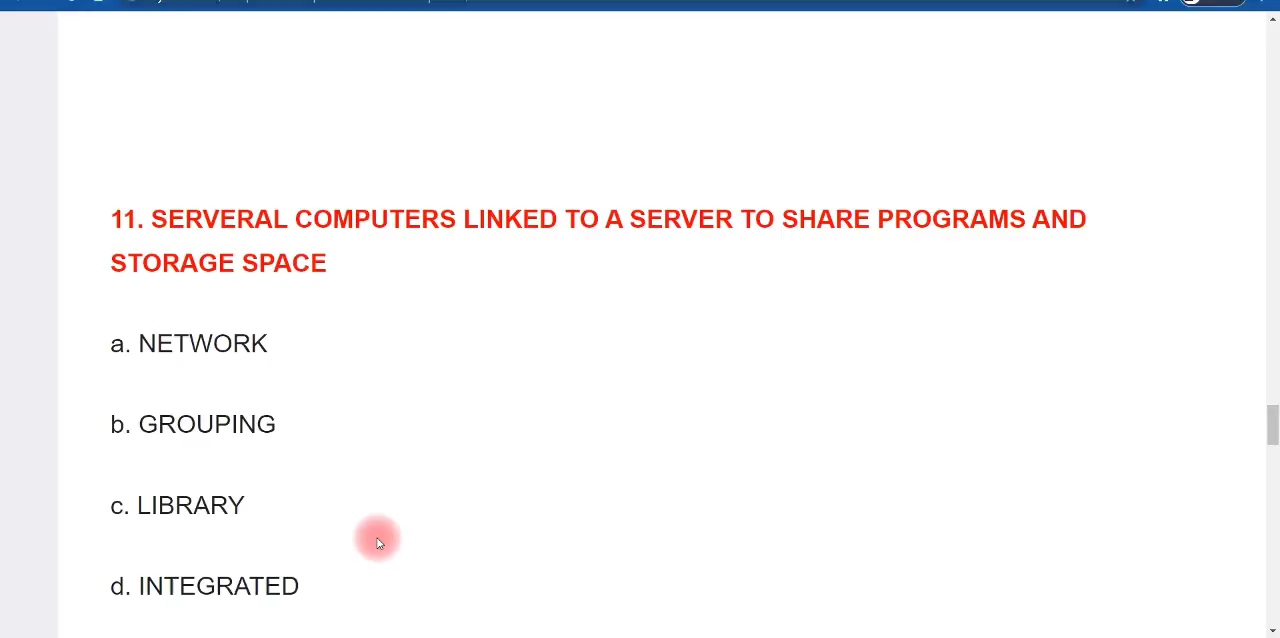 11. SERVERAL COMPUTERS LINKED TO A SERVER TO SHARE PROGRAMS AND
STORAGE SPACE
a. NETWORK
b. GROUPING
c. LIBRARY
d. INTEGRATED